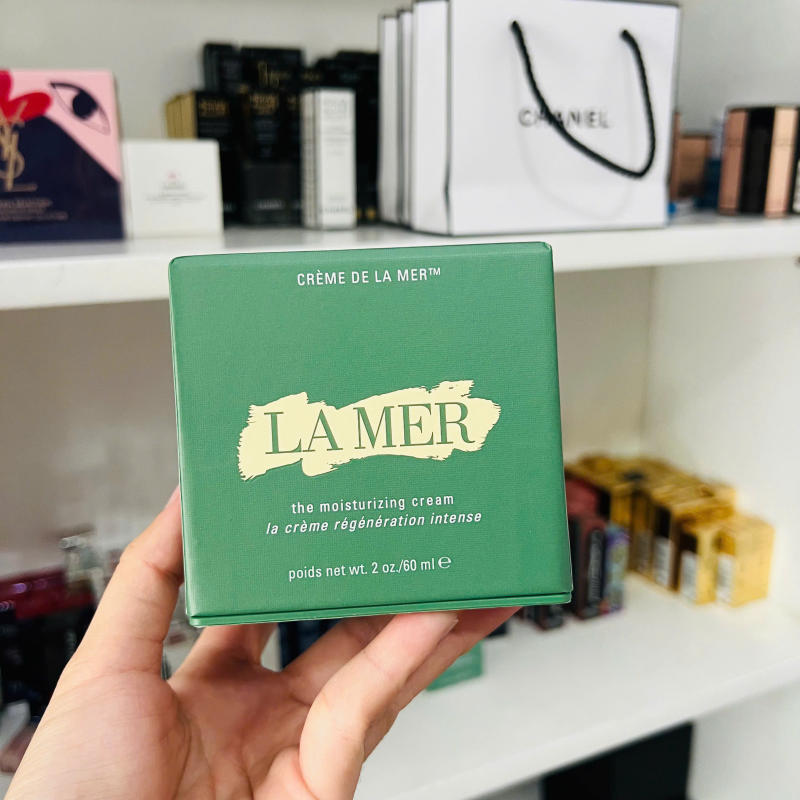 CHANEL
CRÈME DE LA MER™
LA MER
the moisturizing cream
la crème régénération intense
poids net wt. 2 oz./60 ml ℮